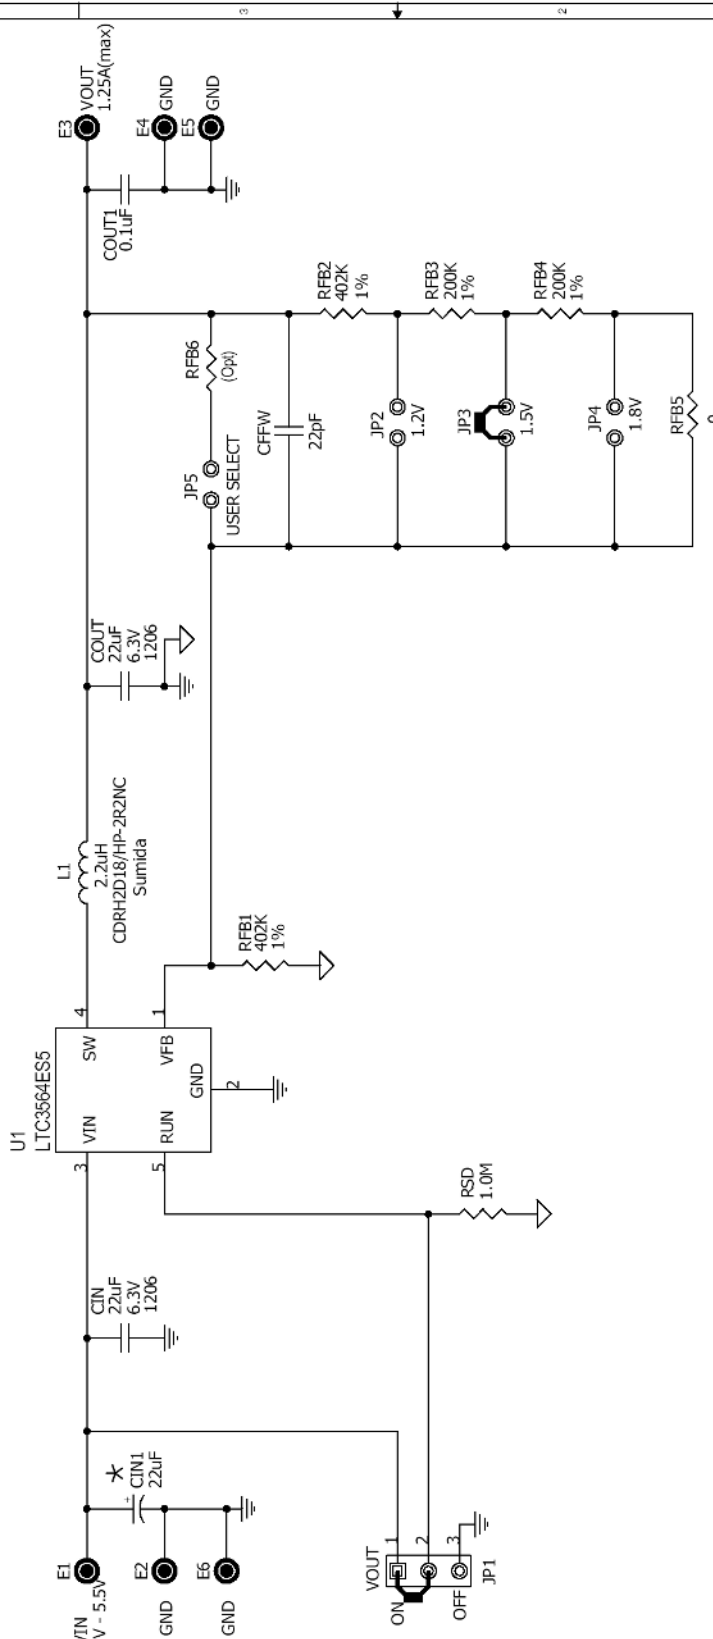 3
2
E3
VOUT
1.25A(max)
E4
GND
E5
GND
COUT1
0.1uF
RFB2
402K
1%
RFB3
200K
1%
RFB4
200K
1%
RFB6
(Opt)
JP5
USER SELECT
CFFW
22pF
JP2
1.2V
JP3
1.5V
JP4
1.8V
RFB5
COUT
22uF
6.3V
1206
L1
2.2uH
CDRH2D18/HP-2R2NC
Sumida
RFB1
402K
1%
U1
LTC3564ES5
4
SW
1
VFB
GND
2
VIN
3
RUN
5
RSD
1.0M
CIN
22uF
6.3V
1206
*
+
CIN1
22uF
E1
V - 5.5V
E2
GND
E6
GND
VOUT
1
2
3
ON
OFF
JP1